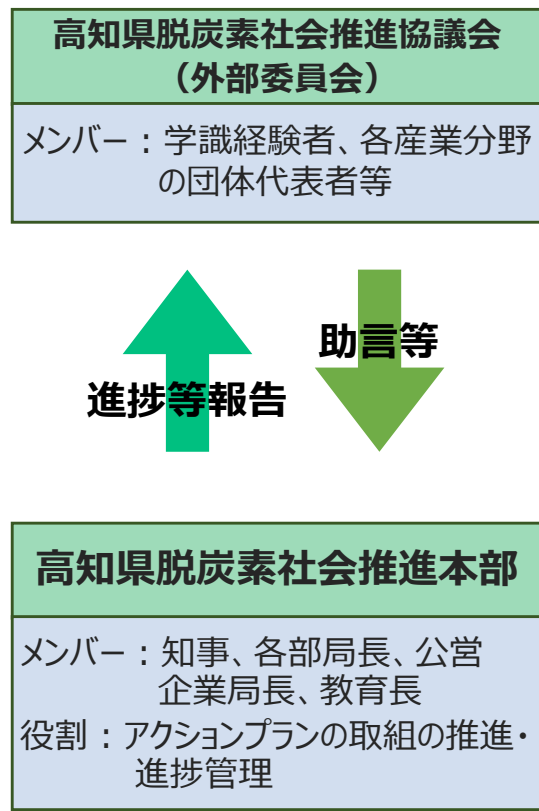 高知県脱炭素社会推進協議会
（外部委員会）
メンバー：学識経験者、各産業分野
の団体代表者等
助言等
進捗等報告
高知県脱炭素社会推進本部
メンバー：知事、各部局長、公営
企業局長、教育長
役割：アクションプランの取組の推進・
進捗管理